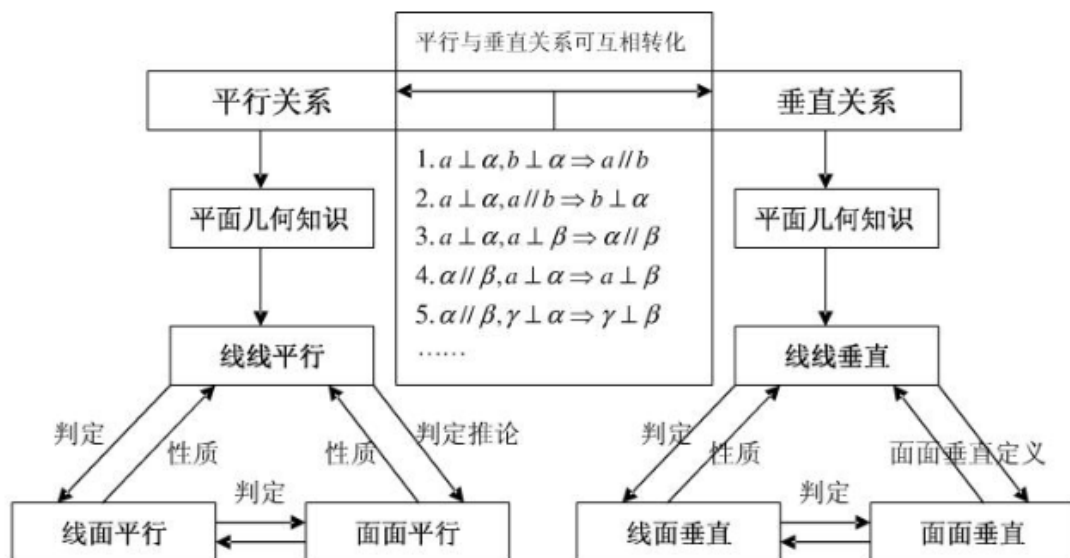 平行与垂直关系可互相转化
平行关系
垂直关系
1. a ⊥ α, b ⊥ α ⇒ a // b
2. a ⊥ α, a // b ⇒ b ⊥ α
3. a ⊥ α, a ⊥ β ⇒ α // β
4. α // β, a ⊥ α ⇒ a ⊥ β
5. α // β, γ ⊥ α ⇒ γ ⊥ β
……
平面几何知识
平面几何知识
线线平行
线线垂直
判定
性质
性质
判定推论
判定
性质
面面垂直定义
线面平行
判定
面面平行
线面垂直
判定
面面垂直